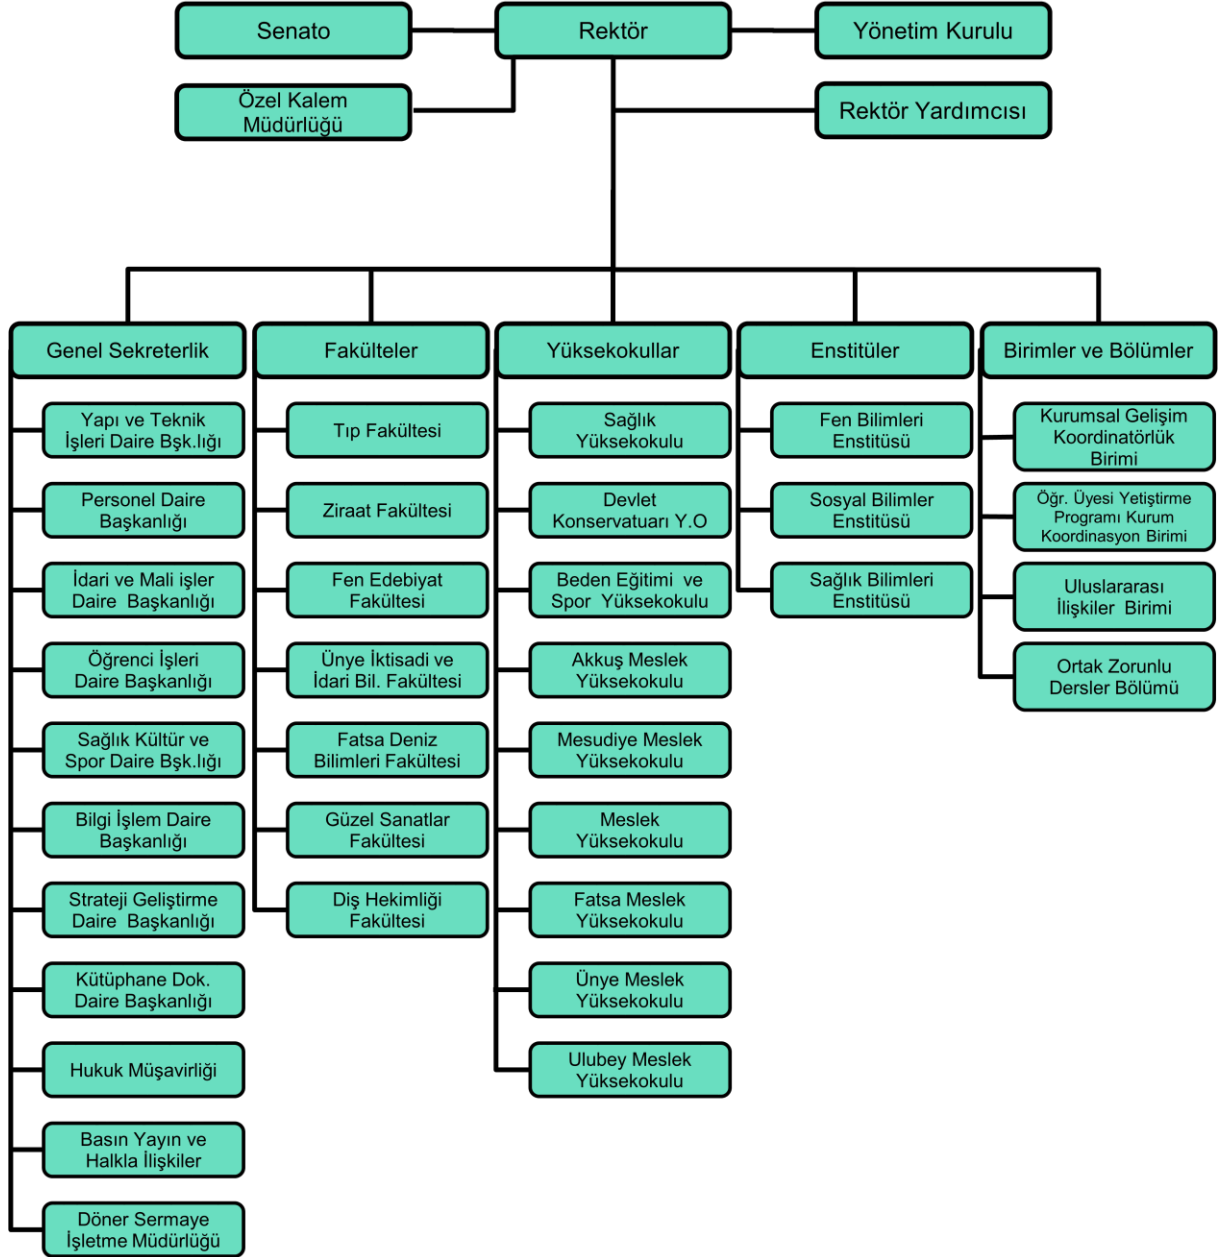 Senato
Rektör
Yönetim Kurulu
Özel Kalem
Müdürlüğü
Rektör Yardımcısı
Genel Sekreterlik
Yapı ve Teknik
İşleri Daire Bşk.lığı
Personel Daire
Başkanlığı
İdari ve Mali işler
Daire Başkanlığı
Öğrenci İşleri
Daire Başkanlığı
Sağlık Kültür ve
Spor Daire Bşk.lığı
Bilgi İşlem Daire
Başkanlığı
Strateji Geliştirme
Daire Başkanlığı
Kütüphane Dok.
Daire Başkanlığı
Hukuk Müşavirliği
Basın Yayın ve
Halkla İlişkiler
Döner Sermaye
İşletme Müdürlüğü
Fakülteler
Tıp Fakültesi
Ziraat Fakültesi
Fen Edebiyat
Fakültesi
Ünye İktisadi ve
İdari Bil. Fakültesi
Fatsa Deniz
Bilimleri Fakültesi
Güzel Sanatlar
Fakültesi
Diş Hekimliği
Fakültesi
Yüksekokullar
Sağlık
Yüksekokulu
Devlet
Konservatuarı Y.O
Beden Eğitimi ve
Spor Yüksekokulu
Akkuş Meslek
Yüksekokulu
Mesudiye Meslek
Yüksekokulu
Meslek
Yüksekokulu
Fatsa Meslek
Yüksekokulu
Ünye Meslek
Yüksekokulu
Ulubey Meslek
Yüksekokulu
Enstitüler
Fen Bilimleri
Enstitüsü
Sosyal Bilimler
Enstitüsü
Sağlık Bilimleri
Enstitüsü
Birimler ve Bölümler
Kurumsal Gelişim
Koordinatörlük
Birimi
Öğr. Üyesi Yetiştirme
Programı Kurum
Koordinasyon Birimi
Uluslararası
İlişkiler Birimi
Ortak Zorunlu
Dersler Bölümü